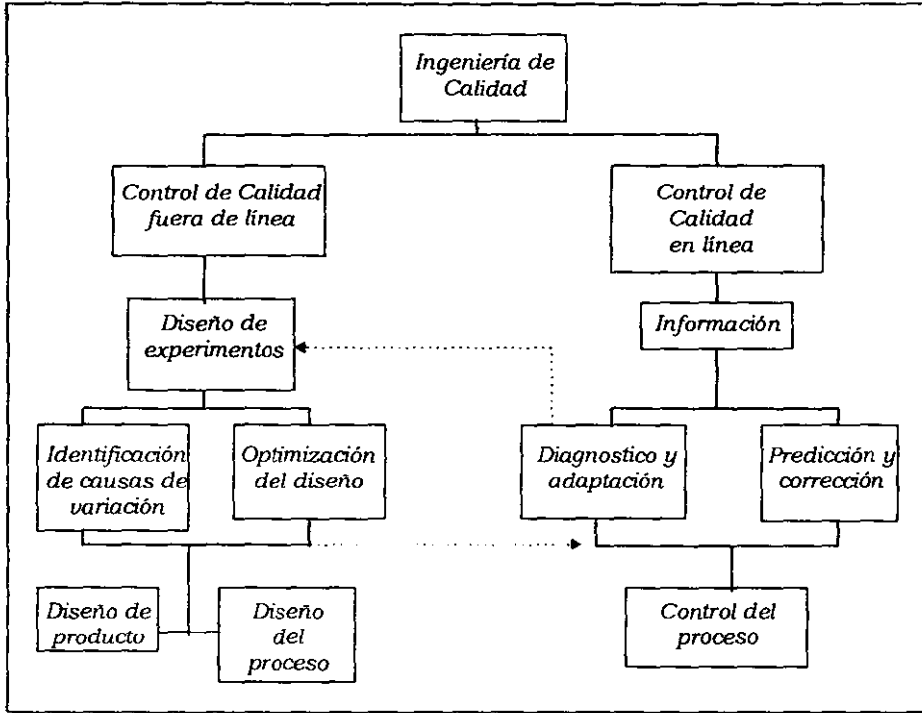 Ingeniería de
Calidad
Control de Calidad
fuera de línea
Control de
Calidad
en línea
Diseño de
experimentos
Información
Identificación
de causas de
variación
Optimización
del diseño
Diagnostico y
adaptación
Predicción y
corrección
Diseño de
producto
Diseño
del
proceso
Control del
proceso